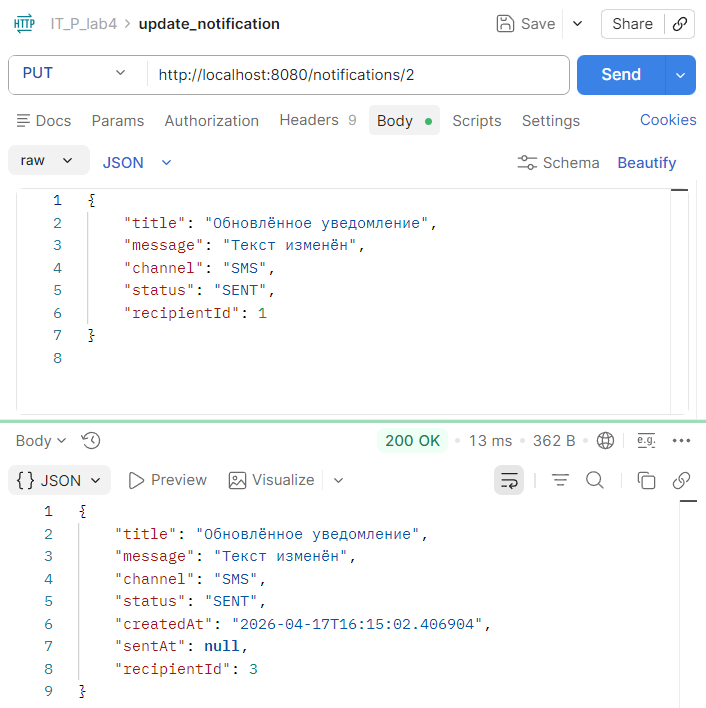 HTTP IT_P_lab4 > update_notification Save Share
PUT http://localhost:8080/notifications/2 Send
Docs Params Authorization Headers 9 Body Scripts Settings Cookies
raw JSON Schema Beautify
1 {
2 "title": "Обновлённое уведомление",
3 "message": "Текст изменён",
4 "channel": "SMS",
5 "status": "SENT",
6 "recipientId": 1
7 }
8
Body 200 OK • 13 ms • 362 B • e.g.
{} JSON Preview Visualize
1 {
2 "title": "Обновлённое уведомление",
3 "message": "Текст изменён",
4 "channel": "SMS",
5 "status": "SENT",
6 "createdAt": "2026-04-17T16:15:02.406904",
7 "sentAt": null,
8 "recipientId": 3
9 }